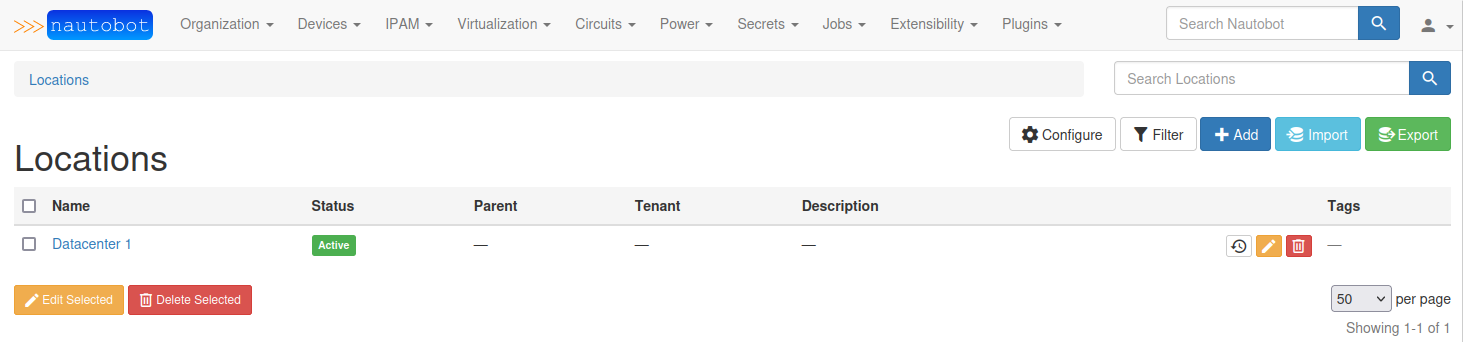 >>> nautobot Organization Devices IPAM Virtualization Circuits Power Secrets Jobs Extensibility Plugins Search Nautobot
Locations Search Locations
Configure Filter Add Import Export
Locations
Name Status Parent Tenant Description Tags
Datacenter 1 Active — — — —
Edit Selected Delete Selected 50 per page
Showing 1-1 of 1